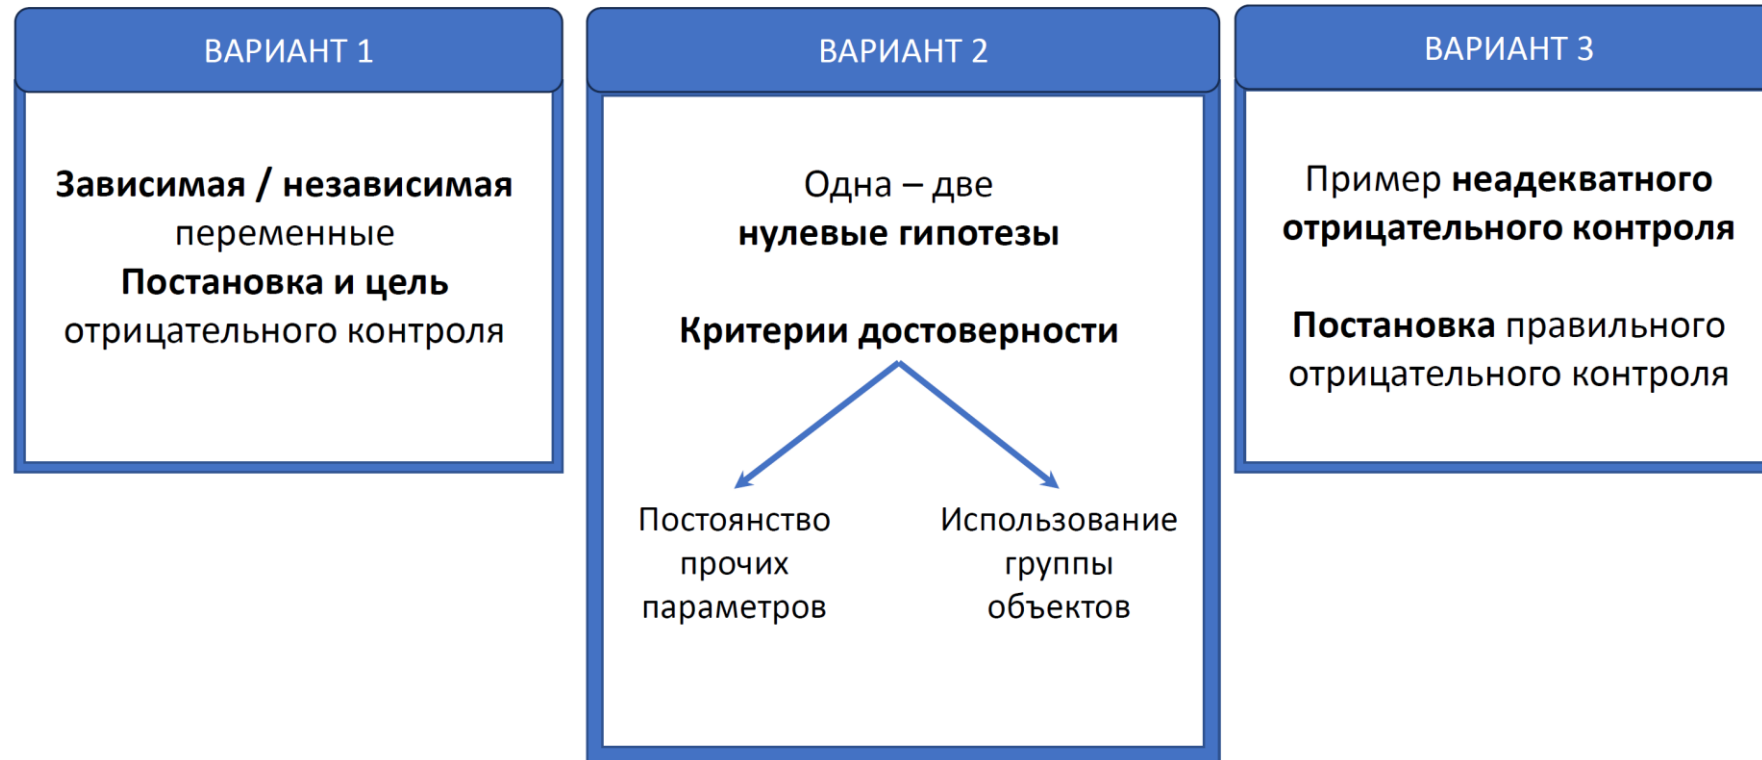 ВАРИАНТ 1
Зависимая / независимая
переменные
Постановка и цель
отрицательного контроля
ВАРИАНТ 2
Одна – две
нулевые гипотезы
Критерии достоверности
Постоянство
прочих
параметров
Использование
группы
объектов
ВАРИАНТ 3
Пример неадекватного
отрицательного контроля
Постановка правильного
отрицательного контроля